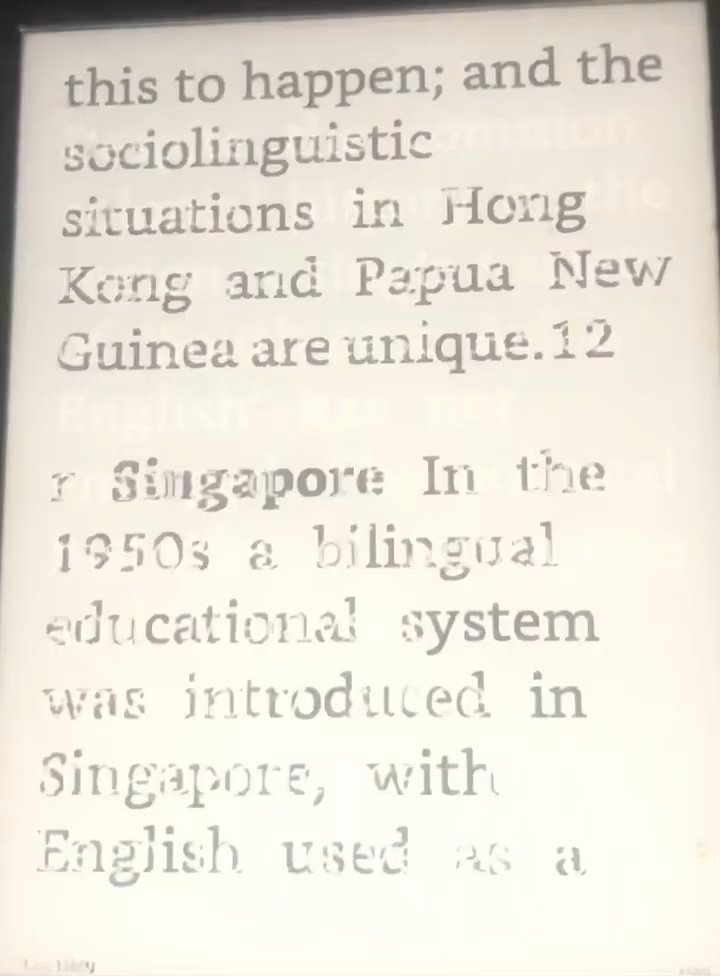 this to happen; and the
sociolinguistic
situations in Hong
Kong and Papua New
Guinea are unique.12
r Singapore In the
1950s a bilingual
educational system
was introduced in
Singapore, with
English used as a